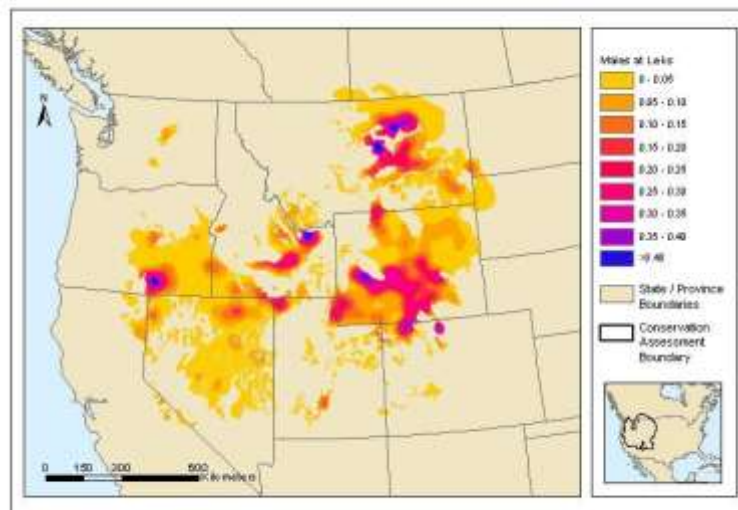 N
0 150 300 600
Kilometers
Males at Leks
0 - 0.05
0.05 - 0.10
0.10 - 0.15
0.15 - 0.20
0.20 - 0.25
0.25 - 0.30
0.30 - 0.35
0.35 - 0.40
>0.40
State / Province
Boundaries
Conservation
Assessment
Boundary